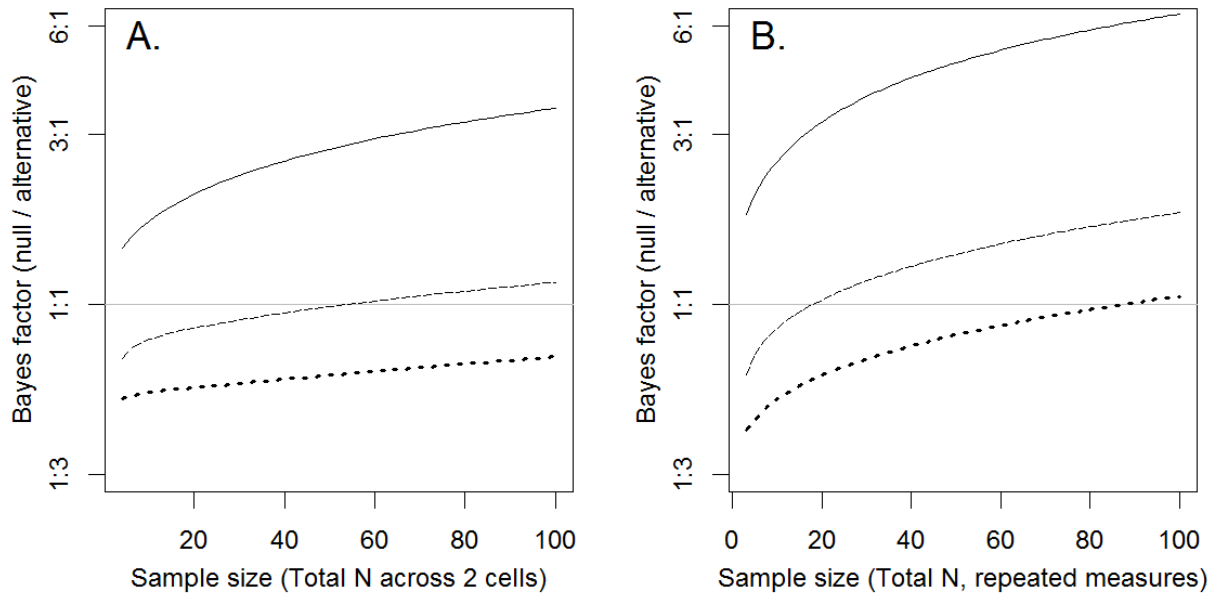 A.
Bayes factor (null / alternative)
6:1
3:1
1:1
1:3
20 40 60 80 100
Sample size (Total N across 2 cells)
B.
Bayes factor (null / alternative)
6:1
3:1
1:1
1:3
0 20 40 60 80 100
Sample size (Total N, repeated measures)